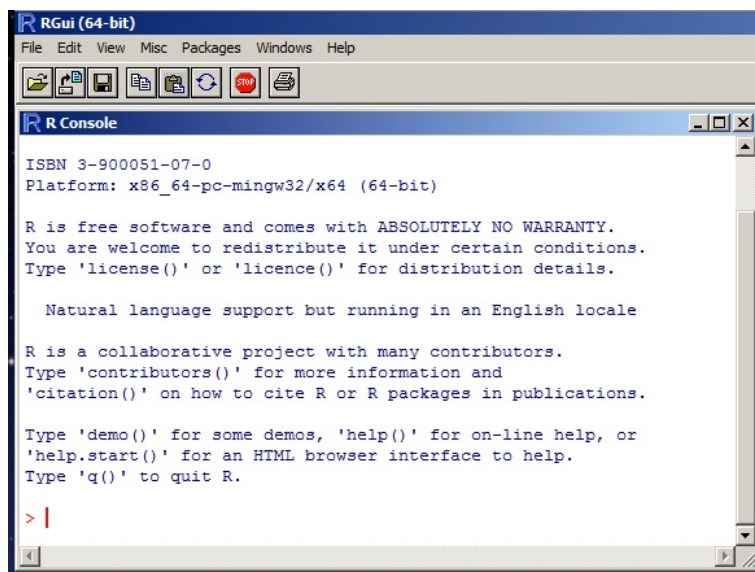 RGui (64-bit)
File Edit View Misc Packages Windows Help
STOP
R Console
ISBN 3-900051-07-0
Platform: x86_64-pc-mingw32/x64 (64-bit)
R is free software and comes with ABSOLUTELY NO WARRANTY.
You are welcome to redistribute it under certain conditions.
Type 'license()' or 'licence()' for distribution details.
Natural language support but running in an English locale
R is a collaborative project with many contributors.
Type 'contributors()' for more information and
'citation()' on how to cite R or R packages in publications.
Type 'demo()' for some demos, 'help()' for on-line help, or
'help.start()' for an HTML browser interface to help.
Type 'q()' to quit R.
>